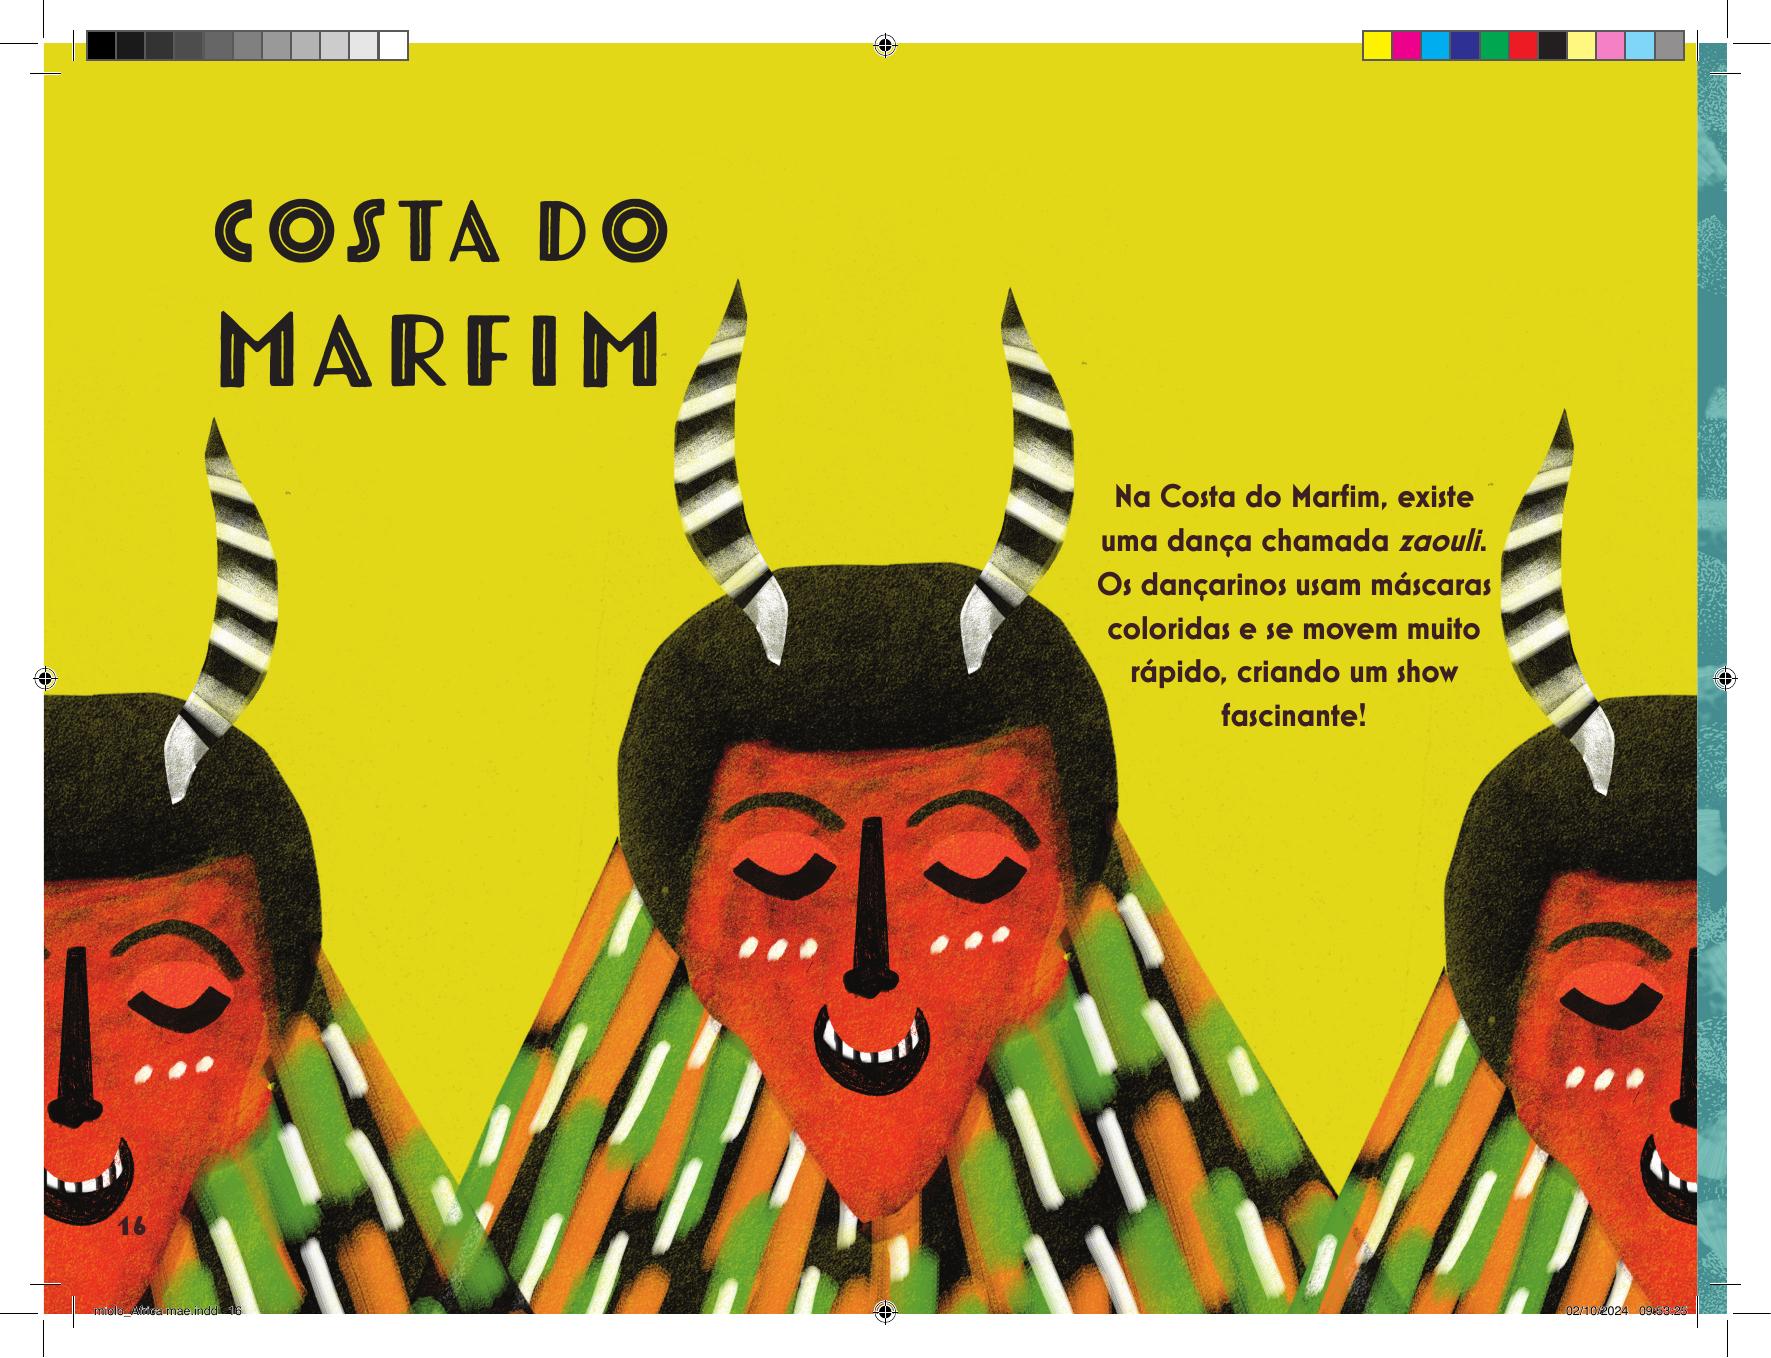 COSTA DO
MARFIM
Na Costa do Marfim, existe
uma dança chamada zaouli.
Os dançarinos usam máscaras
coloridas e se movem muito
rápido, criando um show
fascinante!
16
miolo_Africa mae.indd 16
02/10/2024 09:53:25